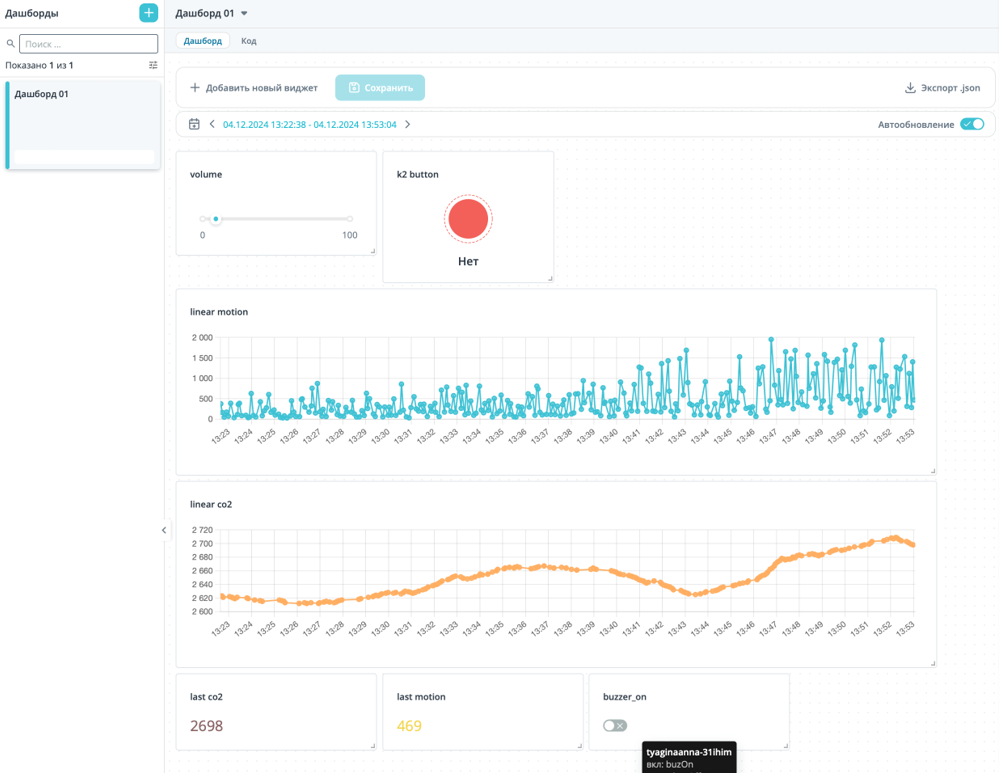 Дашборды
Дашборд 01
Дашборд
Код
Поиск ...
Показано 1 из 1
Дашборд 01
Добавить новый виджет
Сохранить
Экспорт .json
04.12.2024 13:22:38 - 04.12.2024 13:53:04
Автообновление
volume
0
100
k2 button
Нет
linear motion
2 000
1 500
1 000
500
0
13:23 13:24 13:25 13:26 13:27 13:28 13:29 13:30 13:31 13:32 13:33 13:34 13:35 13:36 13:37 13:38 13:39 13:40 13:41 13:42 13:43 13:44 13:45 13:46 13:47 13:48 13:49 13:50 13:51 13:52 13:53
linear co2
2 720
2 700
2 680
2 660
2 640
2 620
2 600
13:23 13:24 13:25 13:26 13:27 13:28 13:29 13:30 13:31 13:32 13:33 13:34 13:35 13:36 13:37 13:38 13:39 13:40 13:41 13:42 13:43 13:44 13:45 13:46 13:47 13:48 13:49 13:50 13:51 13:52 13:53
last co2
2698
last motion
469
buzzer_on
tyaginaanna-31ihim
вкл: buzOn